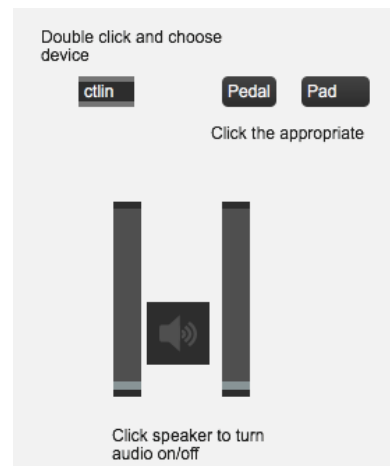 Double click and choose
device
ctlin
Pedal
Pad
Click the appropriate
Click speaker to turn
audio on/off